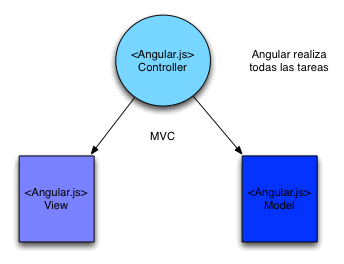 <Angular.js>
Controller
Angular realiza
todas las tareas
MVC
<Angular.js>
View
<Angular.js>
Model